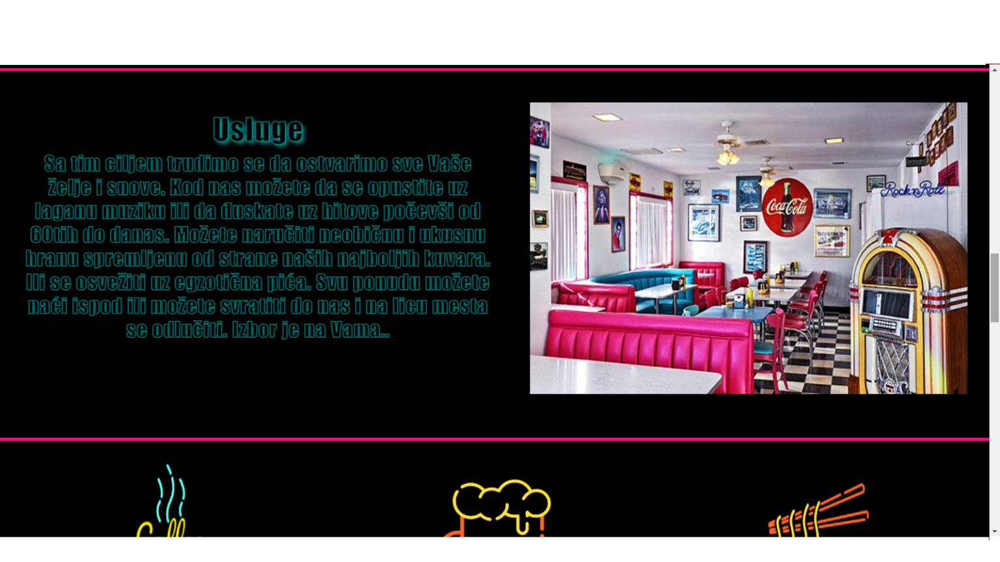 Usluge
Sa tim ciljem trudimo se da ostvarimo sve Vaše
želje i snove. Kod nas možete da se opustite uz
laganu muziku ili da đuskate uz hitove počevši od
60tih do danas. Možete naručiti neobičnu i ukusnu
hranu spremljenu od strane naših najboljih kuvara.
Ili se osvežiti uz egzotična pića. Svu ponudu možete
naći ispod ili možete svratiti do nas i na licu mesta
se odlučiti. Izbor je na Vama..
Coca-Cola
Rock n Roll